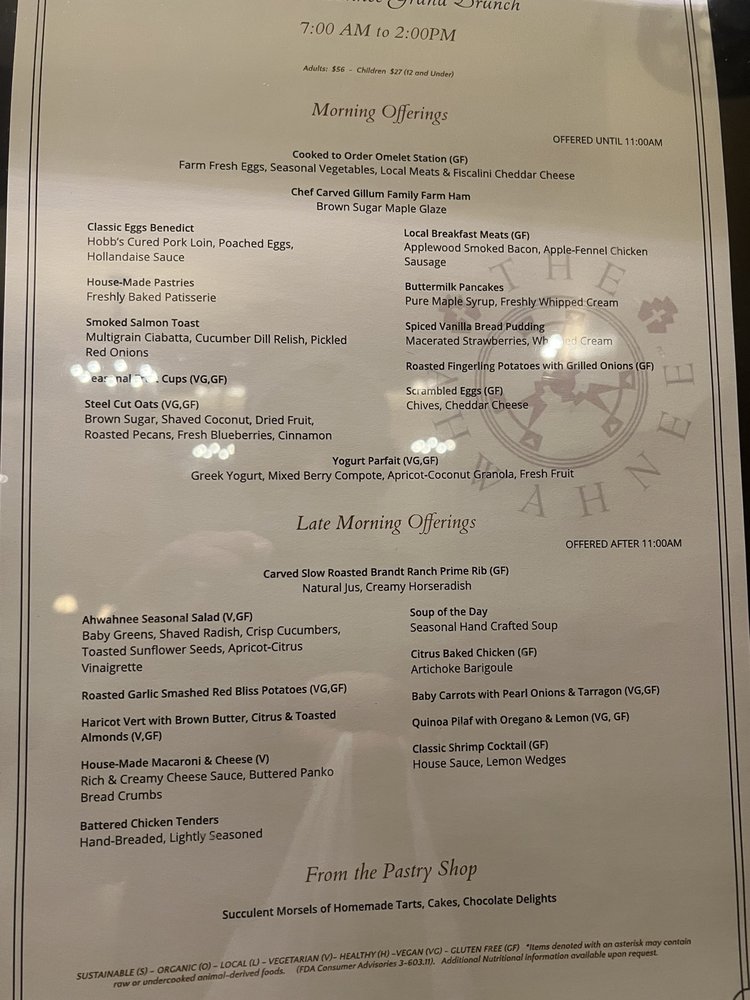 Grand Brunch
7:00 AM to 2:00PM
Adults: $56 - Children $27 (12 and Under)
Morning Offerings
OFFERED UNTIL 11:00AM
Cooked to Order Omelet Station (GF)
Farm Fresh Eggs, Seasonal Vegetables, Local Meats & Fiscalini Cheddar Cheese
Chef Carved Gillum Family Farm Ham
Brown Sugar Maple Glaze
Classic Eggs Benedict
Hobb's Cured Pork Loin, Poached Eggs,
Hollandaise Sauce
House-Made Pastries
Freshly Baked Patisserie
Smoked Salmon Toast
Multigrain Ciabatta, Cucumber Dill Relish, Pickled
Red Onions
Cups (VG,GF)
Steel Cut Oats (VG,GF)
Brown Sugar, Shaved Coconut, Dried Fruit,
Roasted Pecans, Fresh Blueberries, Cinnamon
Local Breakfast Meats (GF)
Applewood Smoked Bacon, Apple-Fennel Chicken
Sausage
Buttermilk Pancakes
Pure Maple Syrup, Freshly Whipped Cream
Spiced Vanilla Bread Pudding
Macerated Strawberries, Whipped Cream
Roasted Fingerling Potatoes with Grilled Onions (GF)
Scrambled Eggs (GF)
Chives, Cheddar Cheese
Yogurt Parfait (VG,GF)
Greek Yogurt, Mixed Berry Compote, Apricot-Coconut Granola, Fresh Fruit
THE AHWAHNEE
Late Morning Offerings
OFFERED AFTER 11:00AM
Carved Slow Roasted Brandt Ranch Prime Rib (GF)
Natural Jus, Creamy Horseradish
Ahwahnee Seasonal Salad (V,GF)
Baby Greens, Shaved Radish, Crisp Cucumbers,
Toasted Sunflower Seeds, Apricot-Citrus
Vinaigrette
Roasted Garlic Smashed Red Bliss Potatoes (VG,GF)
Haricot Vert with Brown Butter, Citrus & Toasted
Almonds (V,GF)
House-Made Macaroni & Cheese (V)
Rich & Creamy Cheese Sauce, Buttered Panko
Bread Crumbs
Battered Chicken Tenders
Hand-Breaded, Lightly Seasoned
Soup of the Day
Seasonal Hand Crafted Soup
Citrus Baked Chicken (GF)
Artichoke Barigoule
Baby Carrots with Pearl Onions & Tarragon (VG,GF)
Quinoa Pilaf with Oregano & Lemon (VG, GF)
Classic Shrimp Cocktail (GF)
House Sauce, Lemon Wedges
From the Pastry Shop
Succulent Morsels of Homemade Tarts, Cakes, Chocolate Delights
SUSTAINABLE (S) - ORGANIC (O) - LOCAL (L) - VEGETARIAN (V)- HEALTHY (H) -VEGAN (VG) - GLUTEN FREE (GF) *Items denoted with an asterisk may contain
raw or undercooked animal-derived foods. (FDA Consumer Advisories 3-603.11). Additional Nutritional information available upon request.